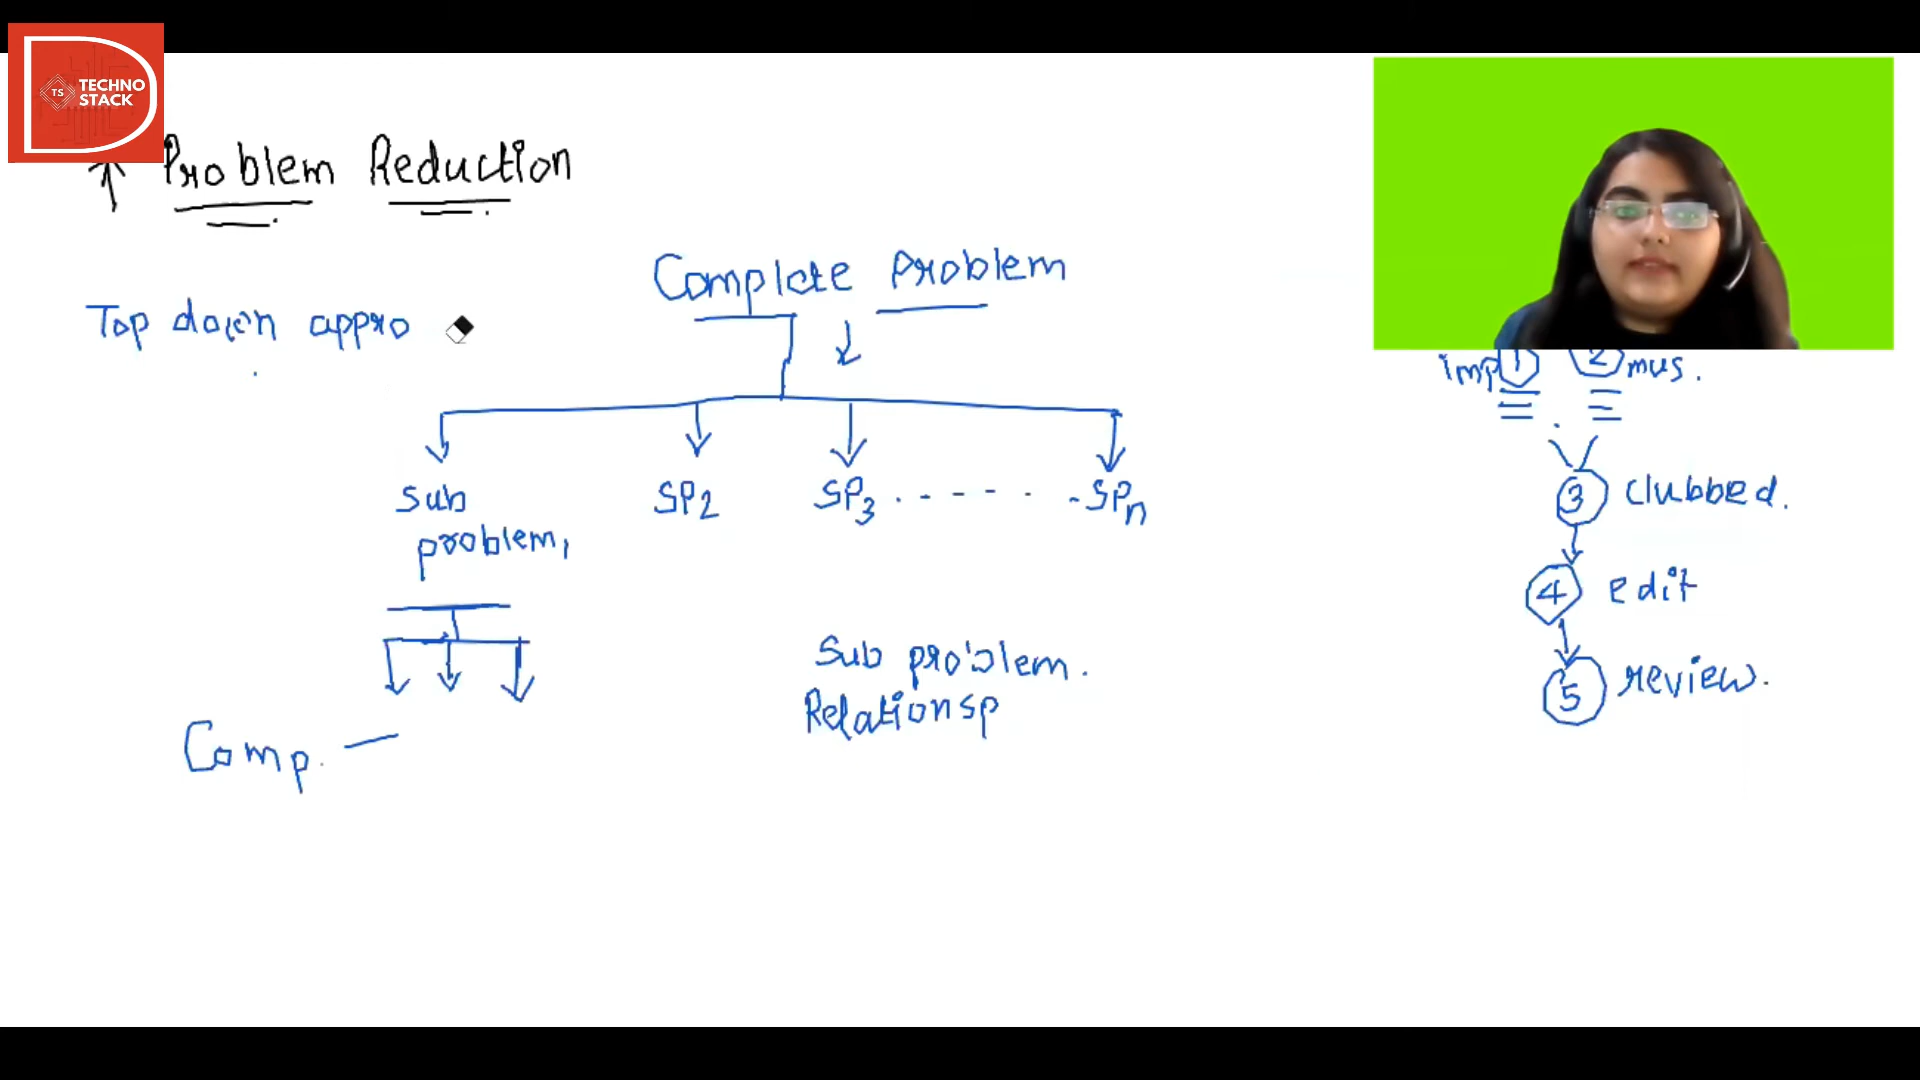 TECHNO
TS STACK
Problem Reduction
Complete Problem
Top down appro
imp 1 2 mus.
Sub
problem1
SP2
SP3 . - - - - . - SPn
3 clubbed.
4 edit
Sub problem.
Relationsp
5 review.
Comp. —